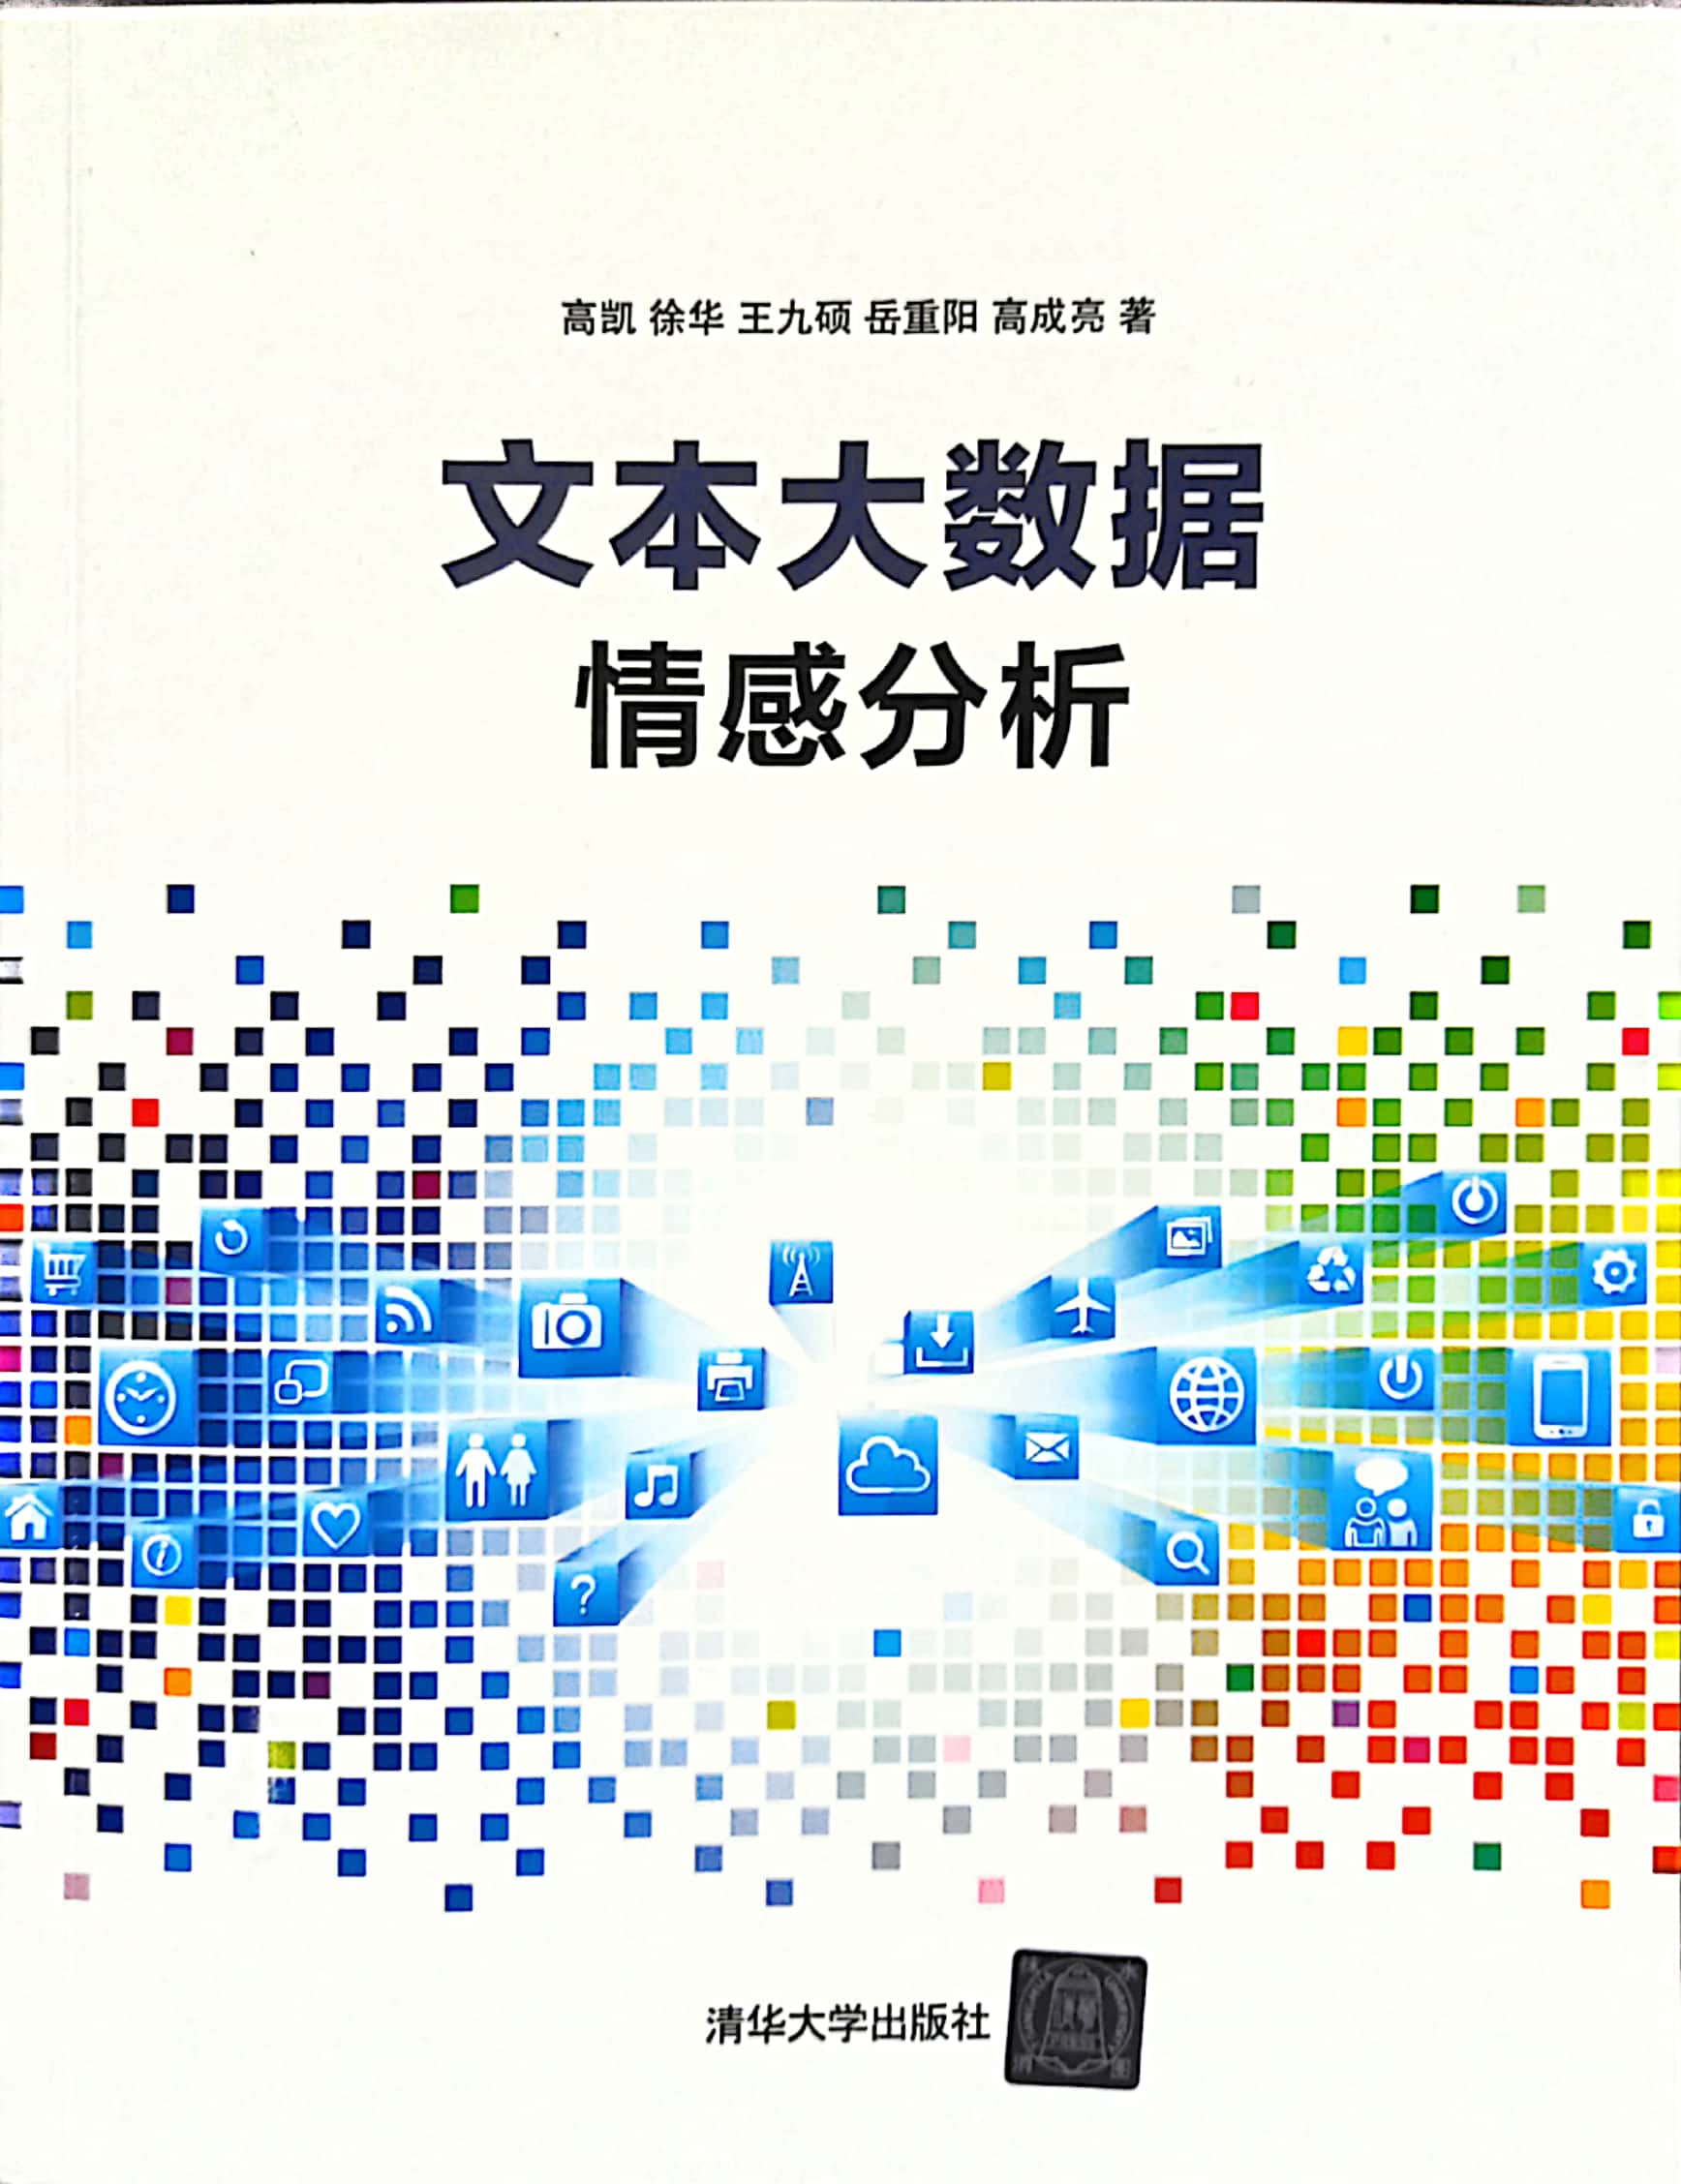 高凯 徐华 王九硕 岳重阳 高成亮 著
文本大数据
情感分析
清华大学出版社